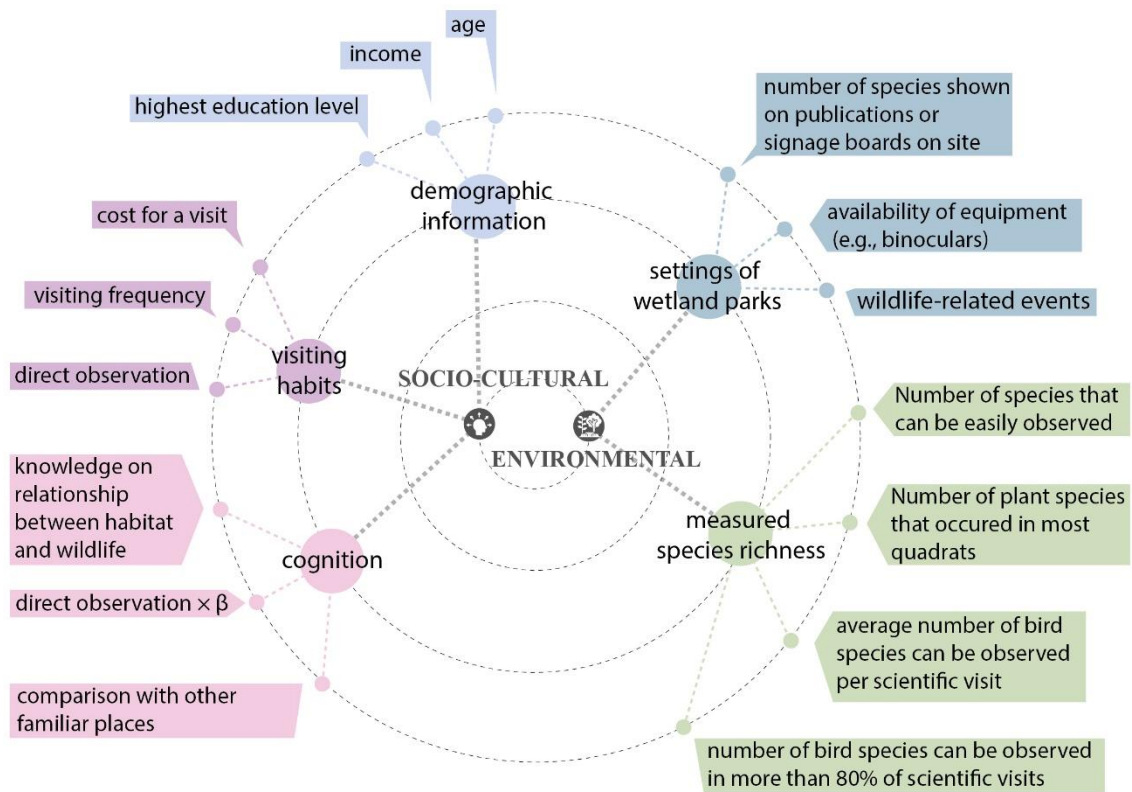 age
income
highest education level
demographic
information
cost for a visit
visiting frequency
direct observation
visiting
habits
knowledge on
relationship
between habitat
and wildlife
direct observation × β
comparison with other
familiar places
cognition
SOCIO-CULTURAL
ENVIRONMENTAL
number of species shown
on publications or
signage boards on site
availability of equipment
(e.g., binoculars)
wildlife-related events
settings of
wetland parks
Number of species that
can be easily observed
Number of plant species
that occured in most
quadrats
average number of bird
species can be observed
per scientific visit
number of bird species can be observed
in more than 80% of scientific visits
measured
species richness